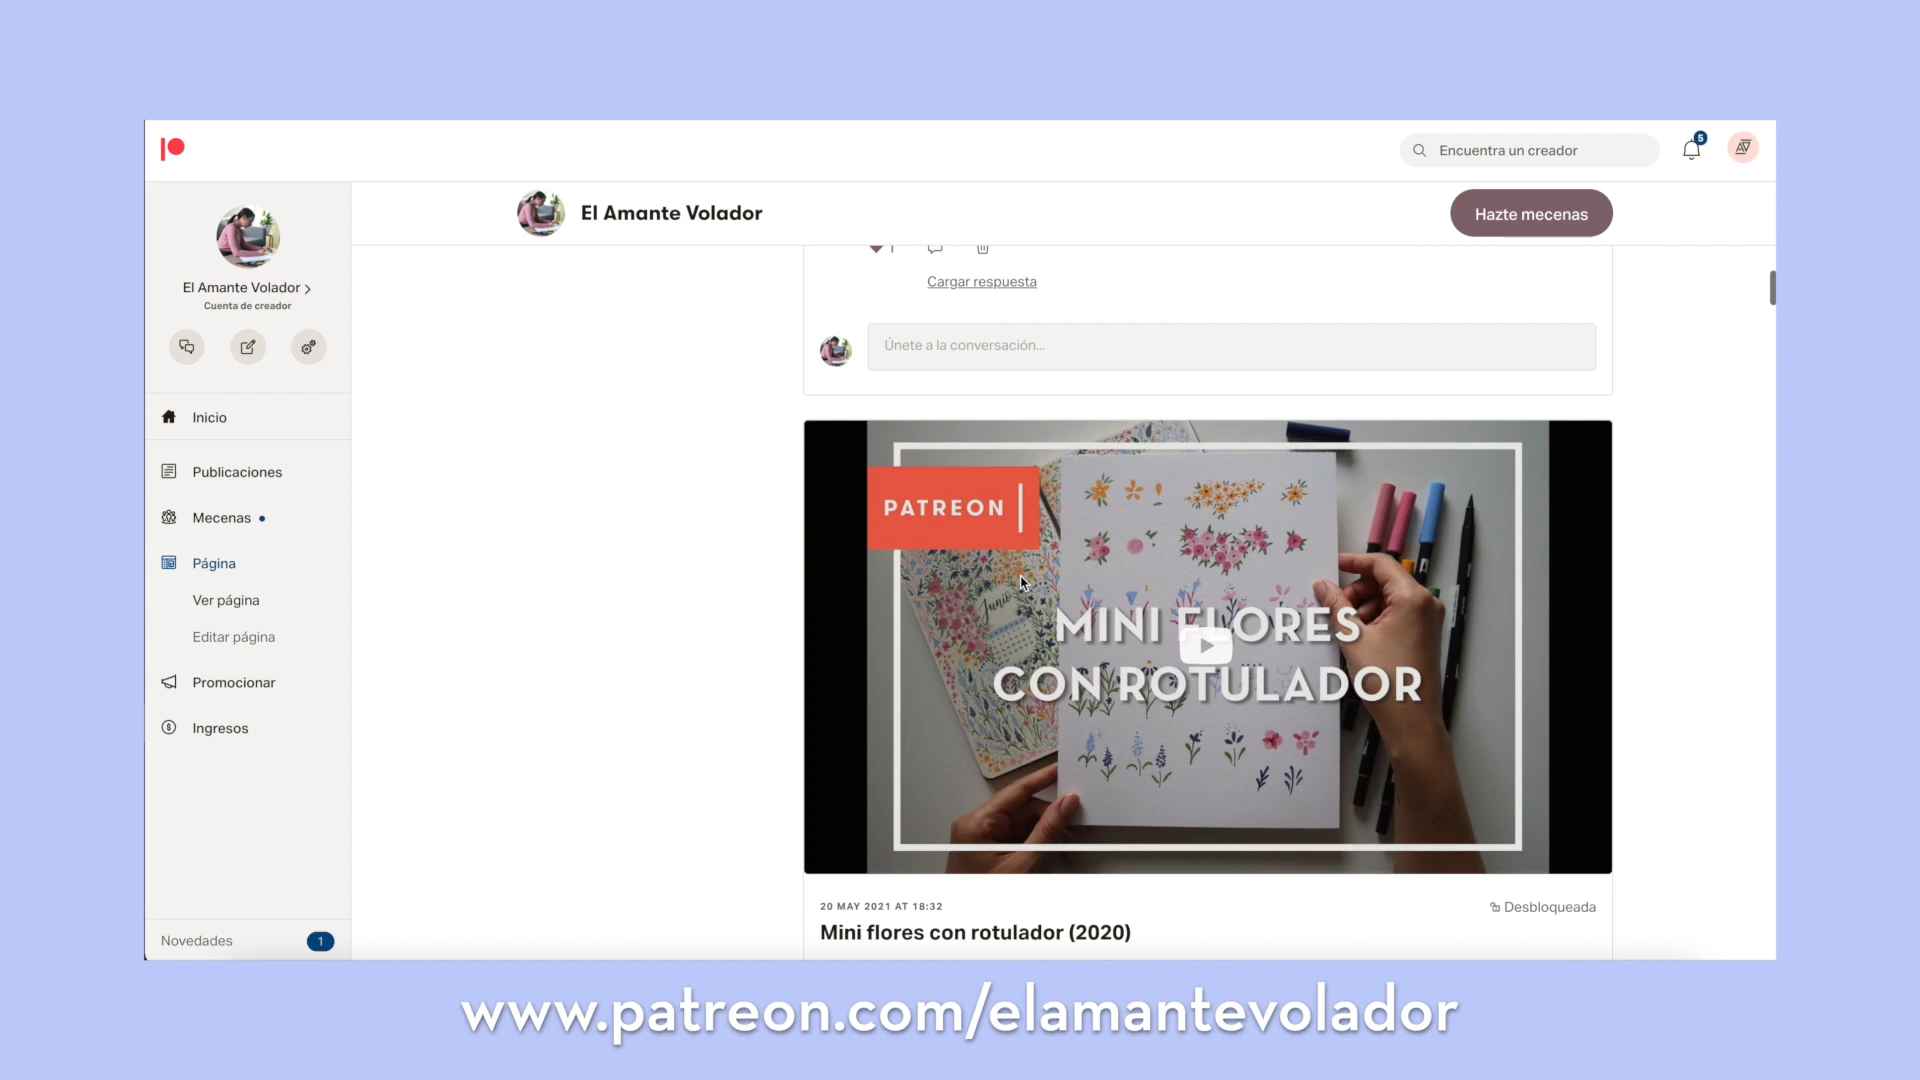 Encuentra un creador
5
El Amante Volador
Hazte mecenas
El Amante Volador
Cuenta de creador
Inicio
Publicaciones
Mecenas
Página
Ver página
Editar página
Promocionar
Ingresos
Novedades
1
1
Cargar respuesta
Únete a la conversación...
PATREON
Junio
MINI FLORES
CON ROTULADOR
20 MAY 2021 AT 18:32
Desbloqueada
Mini flores con rotulador (2020)
www.patreon.com/elamantevolador